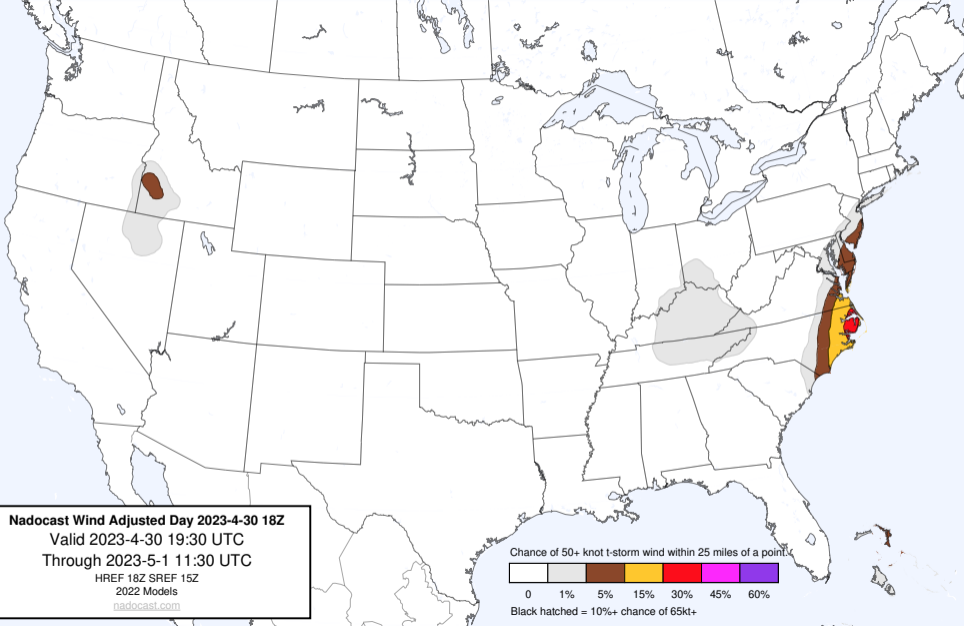 Nadocast Wind Adjusted Day 2023-4-30 18Z
Valid 2023-4-30 19:30 UTC
Through 2023-5-1 11:30 UTC
HREF 18Z SREF 15Z
2022 Models
nadocast.com
Chance of 50+ knot t-storm wind within 25 miles of a point.
0 1% 5% 15% 30% 45% 60%
Black hatched = 10%+ chance of 65kt+